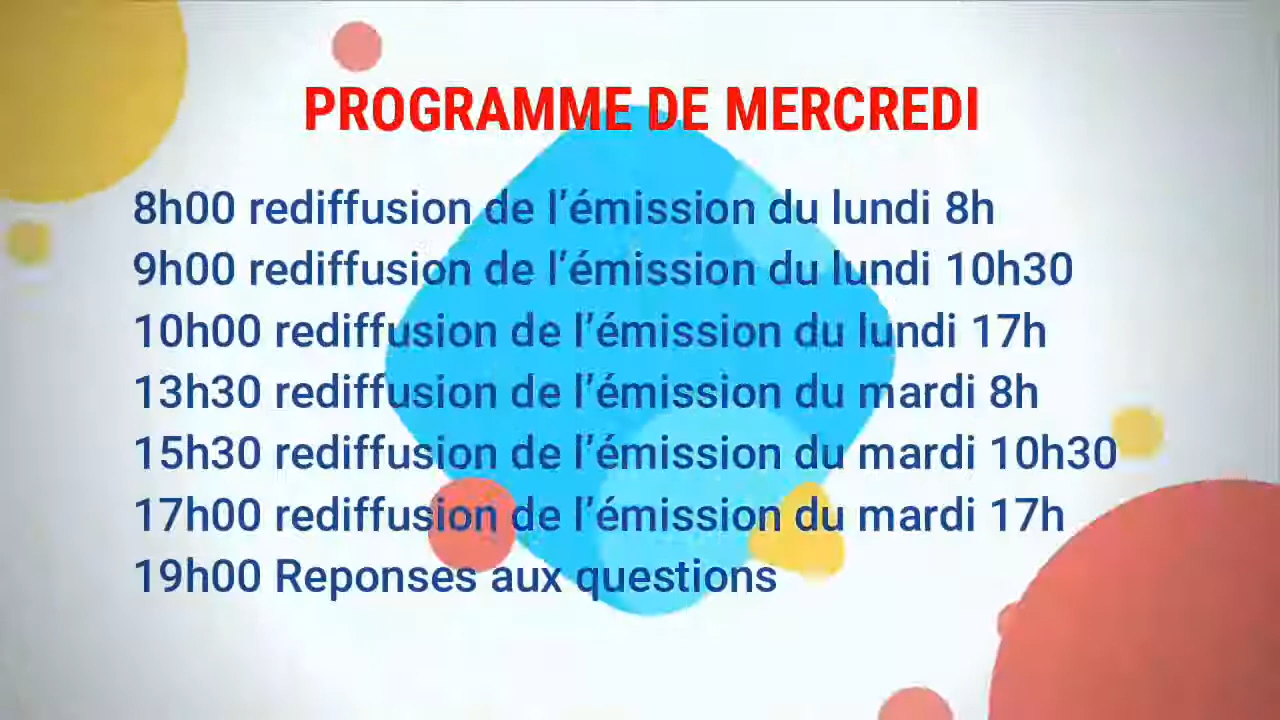 PROGRAMME DE MERCREDI
8h00 rediffusion de l'émission du lundi 8h
9h00 rediffusion de l'émission du lundi 10h30
10h00 rediffusion de l'émission du lundi 17h
13h30 rediffusion de l'émission du mardi 8h
15h30 rediffusion de l'émission du mardi 10h30
17h00 rediffusion de l'émission du mardi 17h
19h00 Reponses aux questions